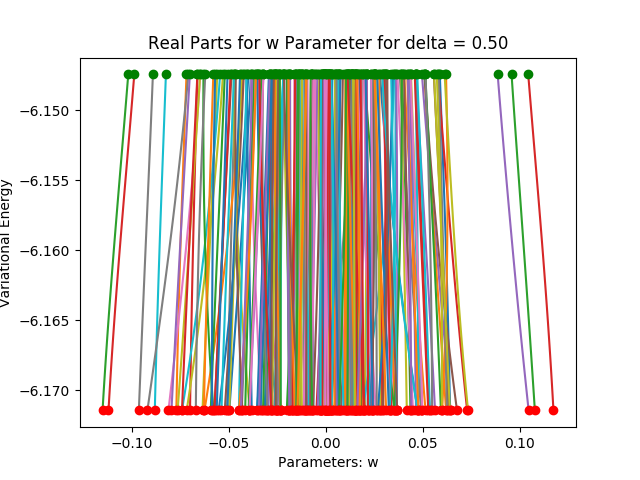 Real Parts for w Parameter for delta = 0.50
Variational Energy
−6.150
−6.155
−6.160
−6.165
−6.170
−0.10 −0.05 0.00 0.05 0.10
Parameters: w